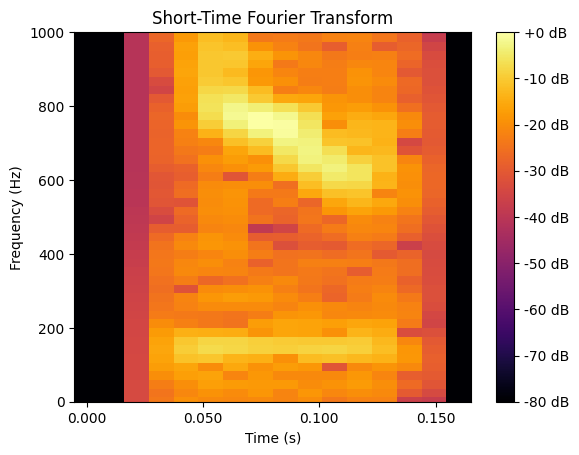 Short-Time Fourier Transform
1000
800
600
400
200
0
Frequency (Hz)
0.000
0.050
0.100
0.150
Time (s)
+0 dB
-10 dB
-20 dB
-30 dB
-40 dB
-50 dB
-60 dB
-70 dB
-80 dB